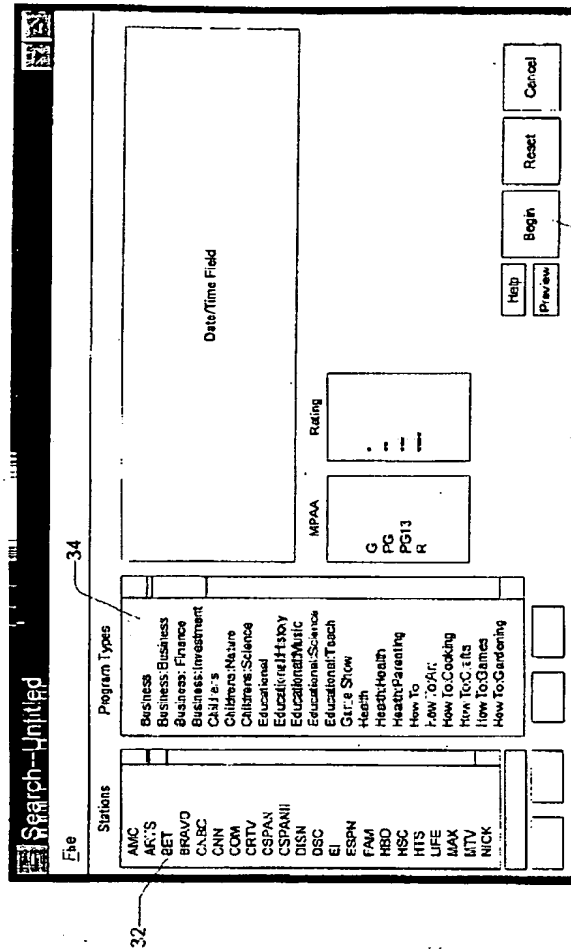 Search--Untitled
File
34
Stations
AMC
ARTS
BET
BRAVO
CNBC
CNN
COM
CRTV
CSPAN
CSPANII
DISN
DSC
E!
ESPN
FAM
HBO
HSC
HTS
LIFE
MAX
MTV
NICK
32
Program Types
Business
Business:Business
Business: Finance
Business:Investment
Childrens
Childrens:Nature
Childrens:Science
Educational
Educational:History
Educational:Music
Educational:Science
Educational:Teach
Game Show
Health
Health:Health
Health:Parenting
How To
How To:Art
How To:Cooking
How To:Crafts
How To:Games
How To:Gardening
Date/Time Field
MPAA
G
PG
PG13
R
Rating
*
**
***
****
Help
Preview
Begin
Reset
Cancel